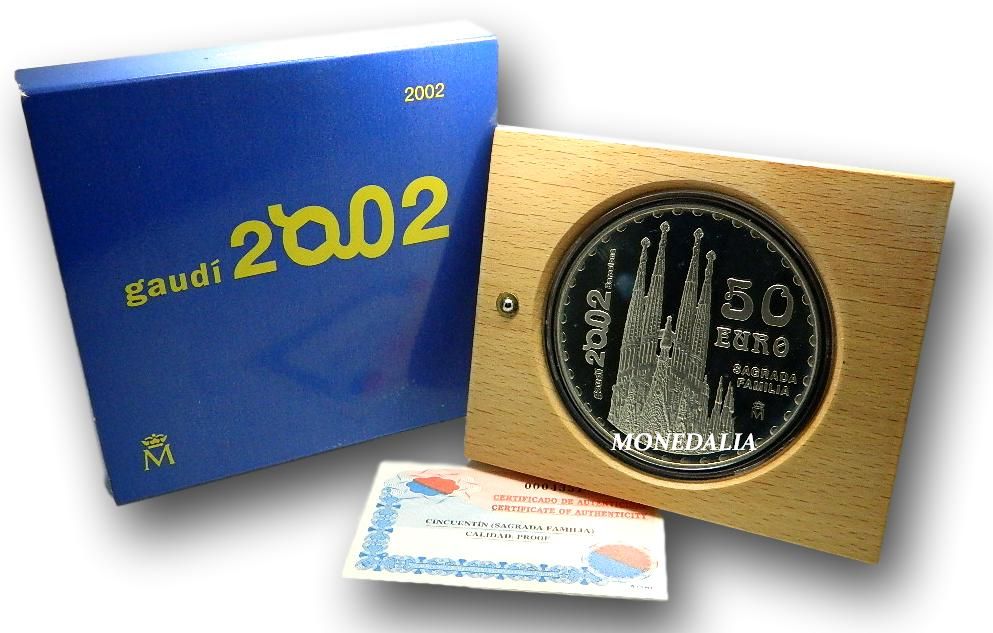 2002
gaudí 2002
M
gaudí 2002 Barcelona
50
EURO
SAGRADA
FAMILIA
M
MONEDALIA
CERTIFICADO DE
CERTIFICATE OF AUTHENTICITY
CINCUENTÍN (SAGRADA FAMILIA)
CALIDAD: PROOF